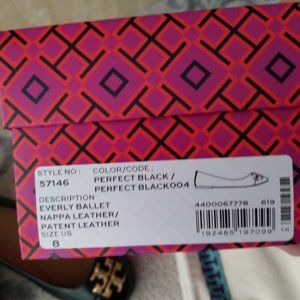 STYLE NO: COLOR/CODE:
57146 PERFECT BLACK/
PERFECT BLACK004
DESCRIPTION
EVERLY BALLET 4400067778 619
NAPPA LEATHER/
PATENT LEATHER
SIZE US
8
192485197099